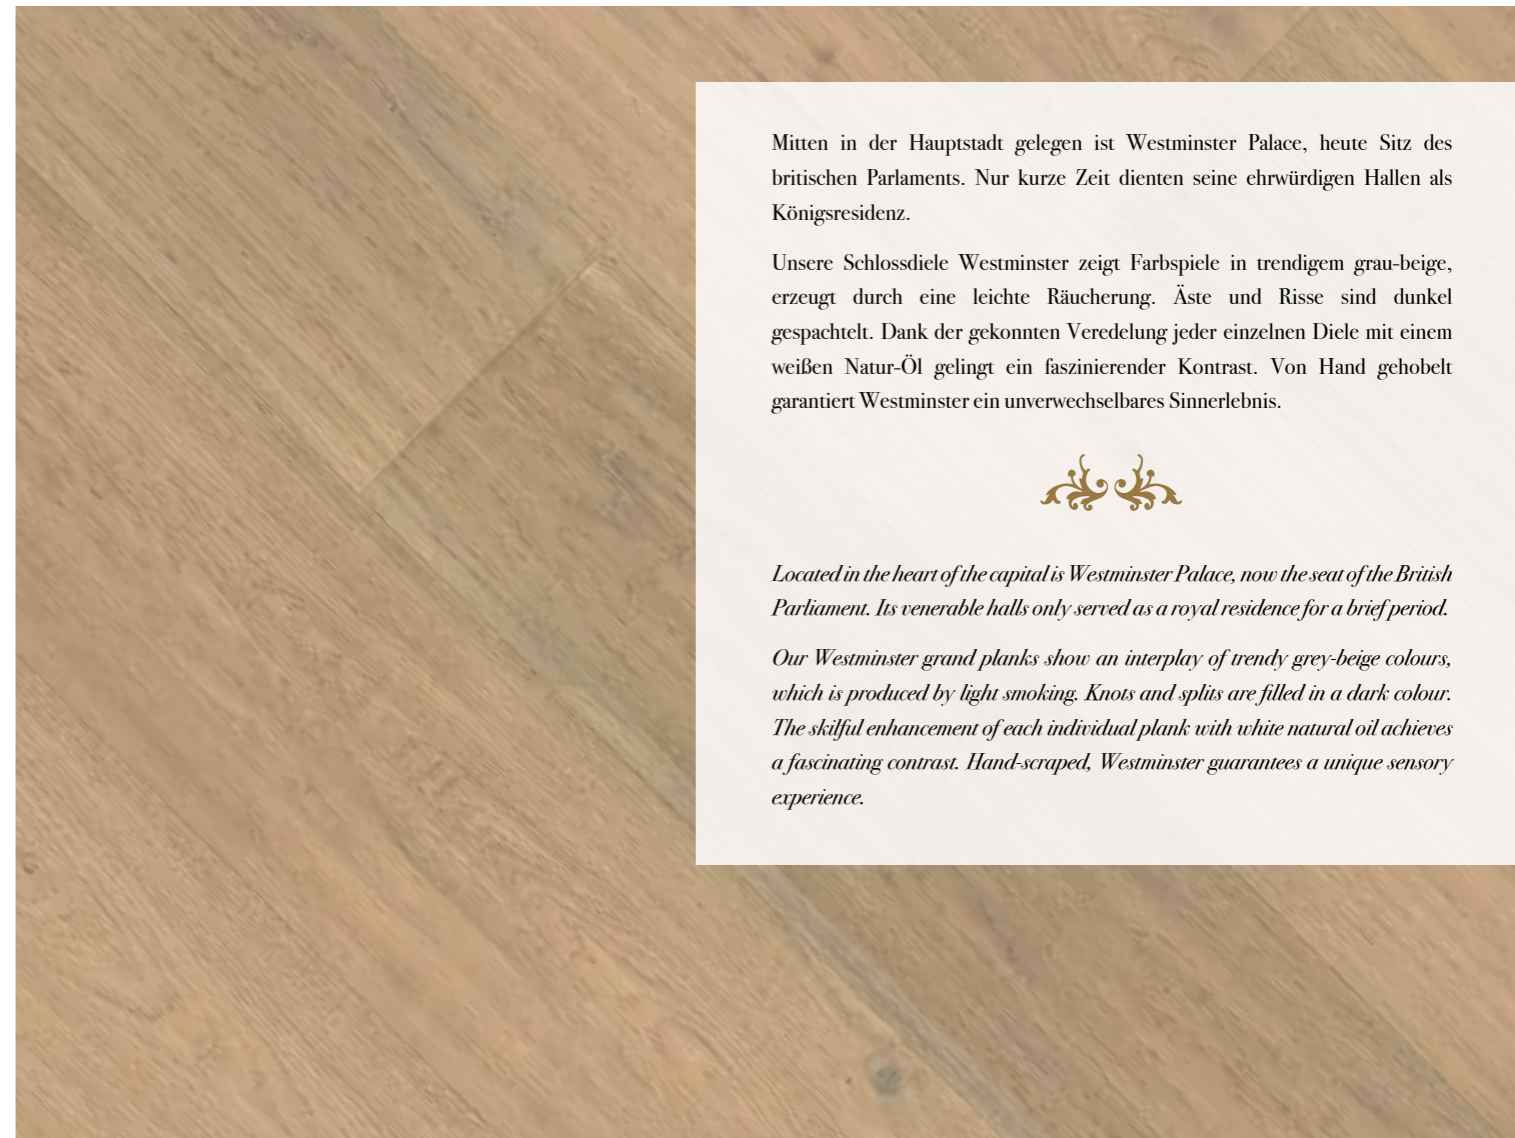 Mitten in der Hauptstadt gelegen ist Westminster Palace, heute Sitz des
britischen Parlaments. Nur kurze Zeit dienten seine ehrwürdigen Hallen als
Königsresidenz.
Unsere Schlossdiele Westminster zeigt Farbspiele in trendigem grau-beige,
erzeugt durch eine leichte Räucherung. Äste und Risse sind dunkel
gespachtelt. Dank der gekonnten Veredelung jeder einzelnen Diele mit einem
weißen Natur-Öl gelingt ein faszinierender Kontrast. Von Hand gehobelt
garantiert Westminster ein unverwechselbares Sinnerlebnis.
Located in the heart of the capital is Westminster Palace, now the seat of the British
Parliament. Its venerable halls only served as a royal residence for a brief period.
Our Westminster grand planks show an interplay of trendy grey-beige colours,
which is produced by light smoking. Knots and splits are filled in a dark colour.
The skilful enhancement of each individual plank with white natural oil achieves
a fascinating contrast. Hand-scraped, Westminster guarantees a unique sensory
experience.